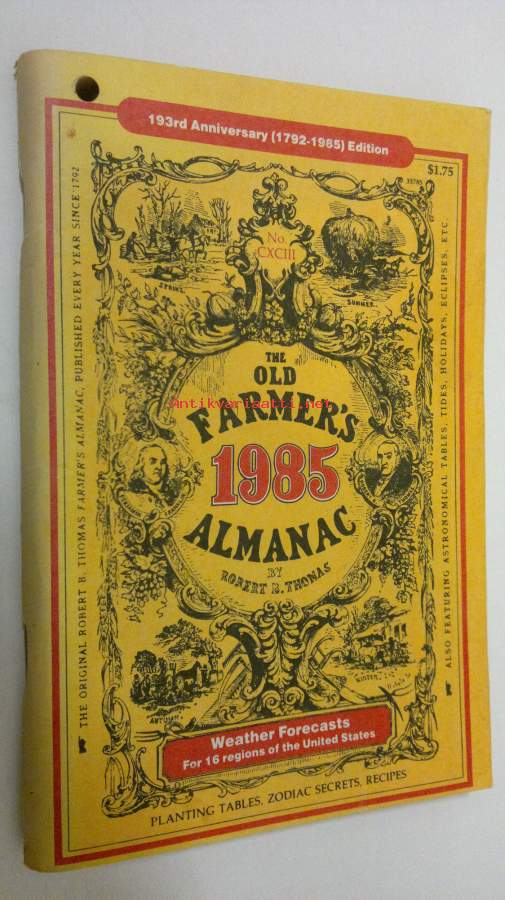 193rd Anniversary (1792-1985) Edition
$1.75
No.
CXCIII
SPRING
SUMMER
THE
OLD
FARMER'S
1985
ALMANAC
BY
ROBERT B. THOMAS
AUTUMN
WINTER
Weather Forecasts
For 16 regions of the United States
PLANTING TABLES, ZODIAC SECRETS, RECIPES
THE ORIGINAL ROBERT B. THOMAS FARMER'S ALMANAC, PUBLISHED EVERY YEAR SINCE 1792
ALSO FEATURING ASTRONOMICAL TABLES, TIDES, HOLIDAYS, ECLIPSES, ETC.
Antikvariaatti.net